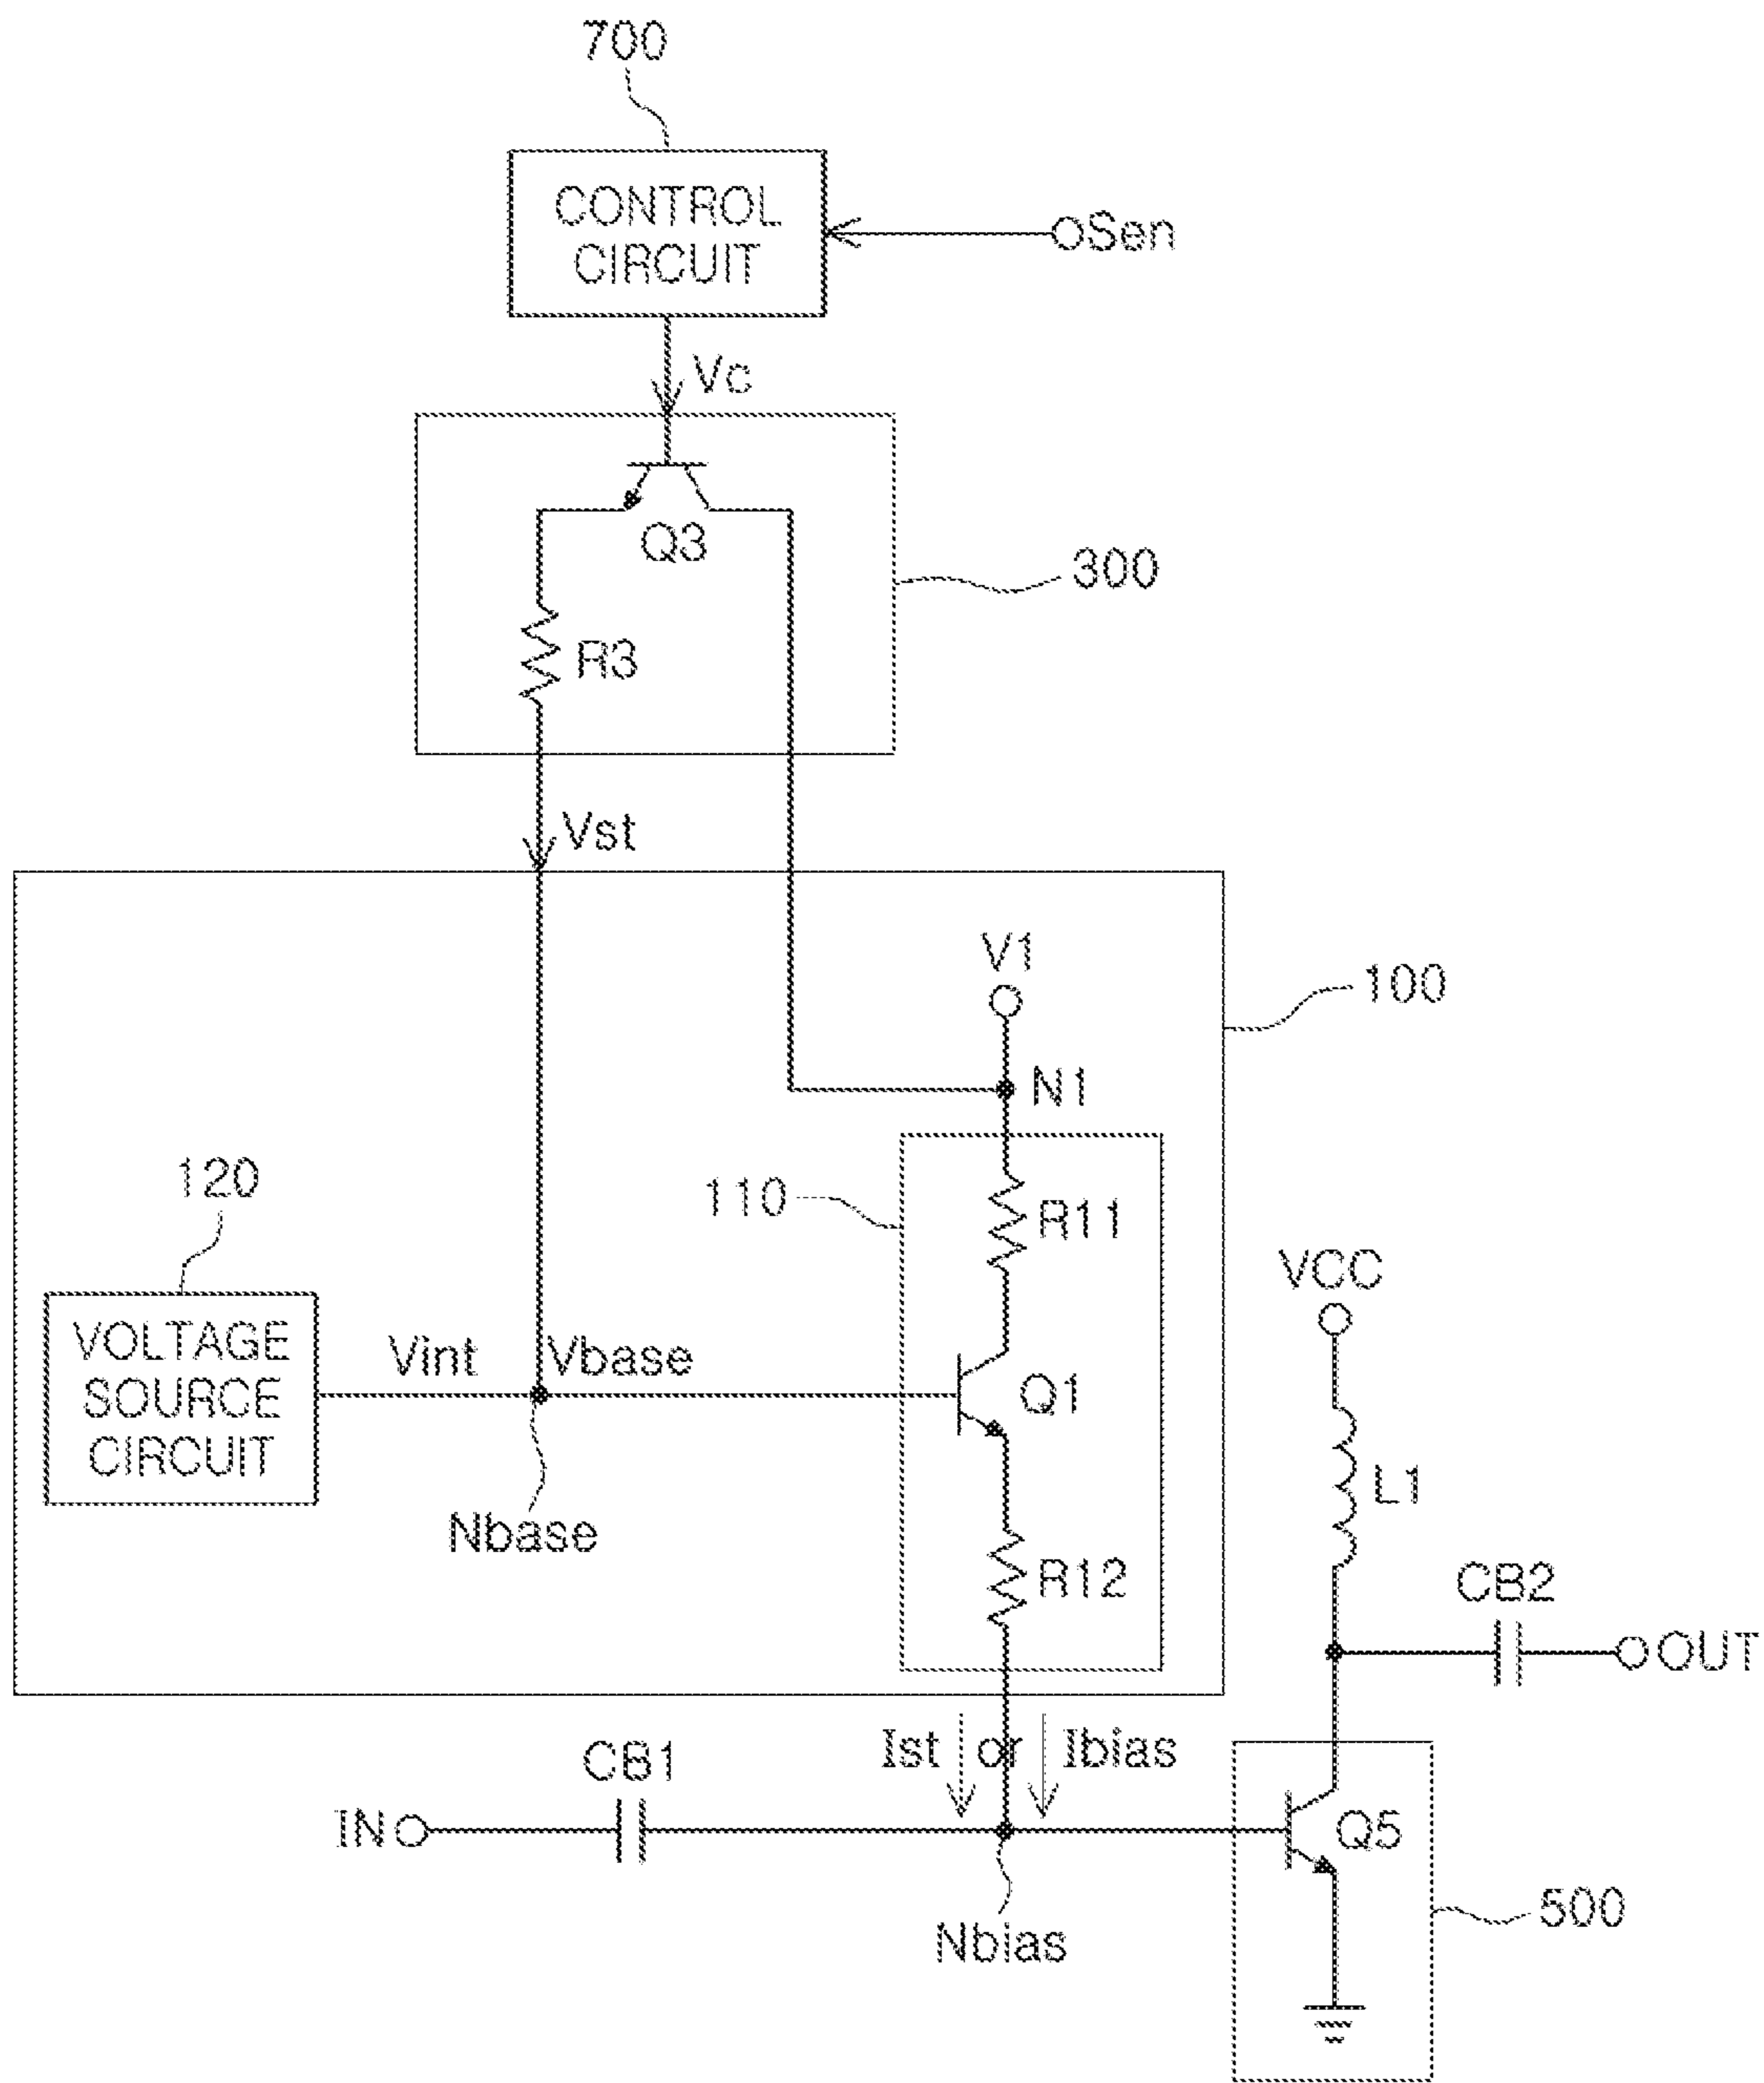 700
CONTROL
CIRCUIT
Sen
Vc
Q3
300
R3
Vst
V1
100
N1
120
110
R11
VCC
VOLTAGE
SOURCE
CIRCUIT
Vint
Vbase
Q1
L1
Nbase
R12
CB2
OUT
Ist or Ibias
CB1
IN
Q5
500
Nbias